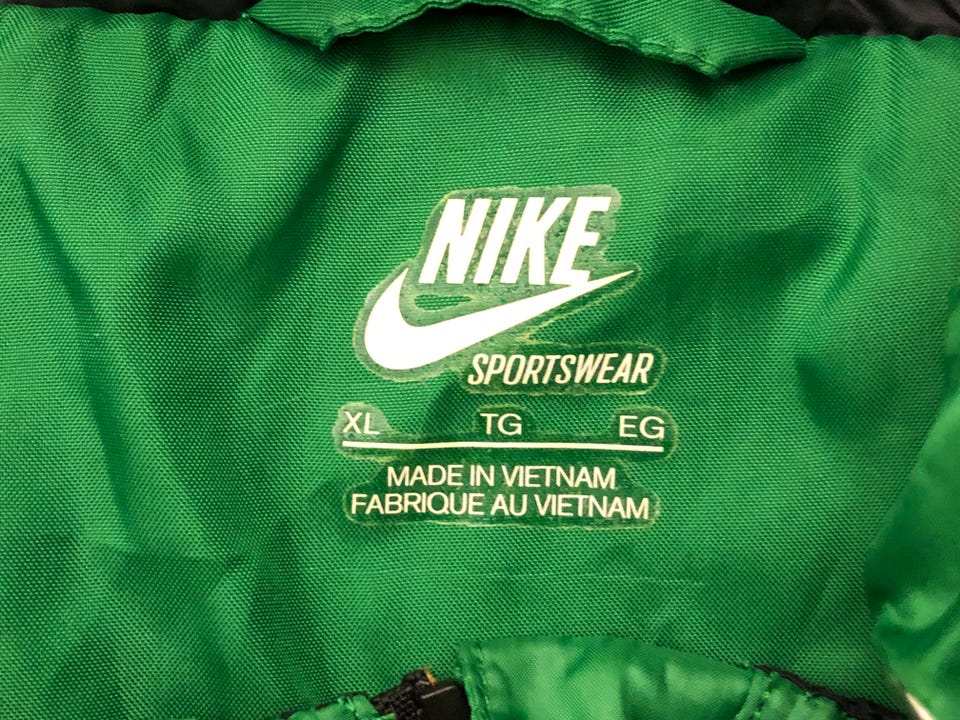 NIKE
SPORTSWEAR
XL TG EG
MADE IN VIETNAM
FABRIQUE AU VIETNAM